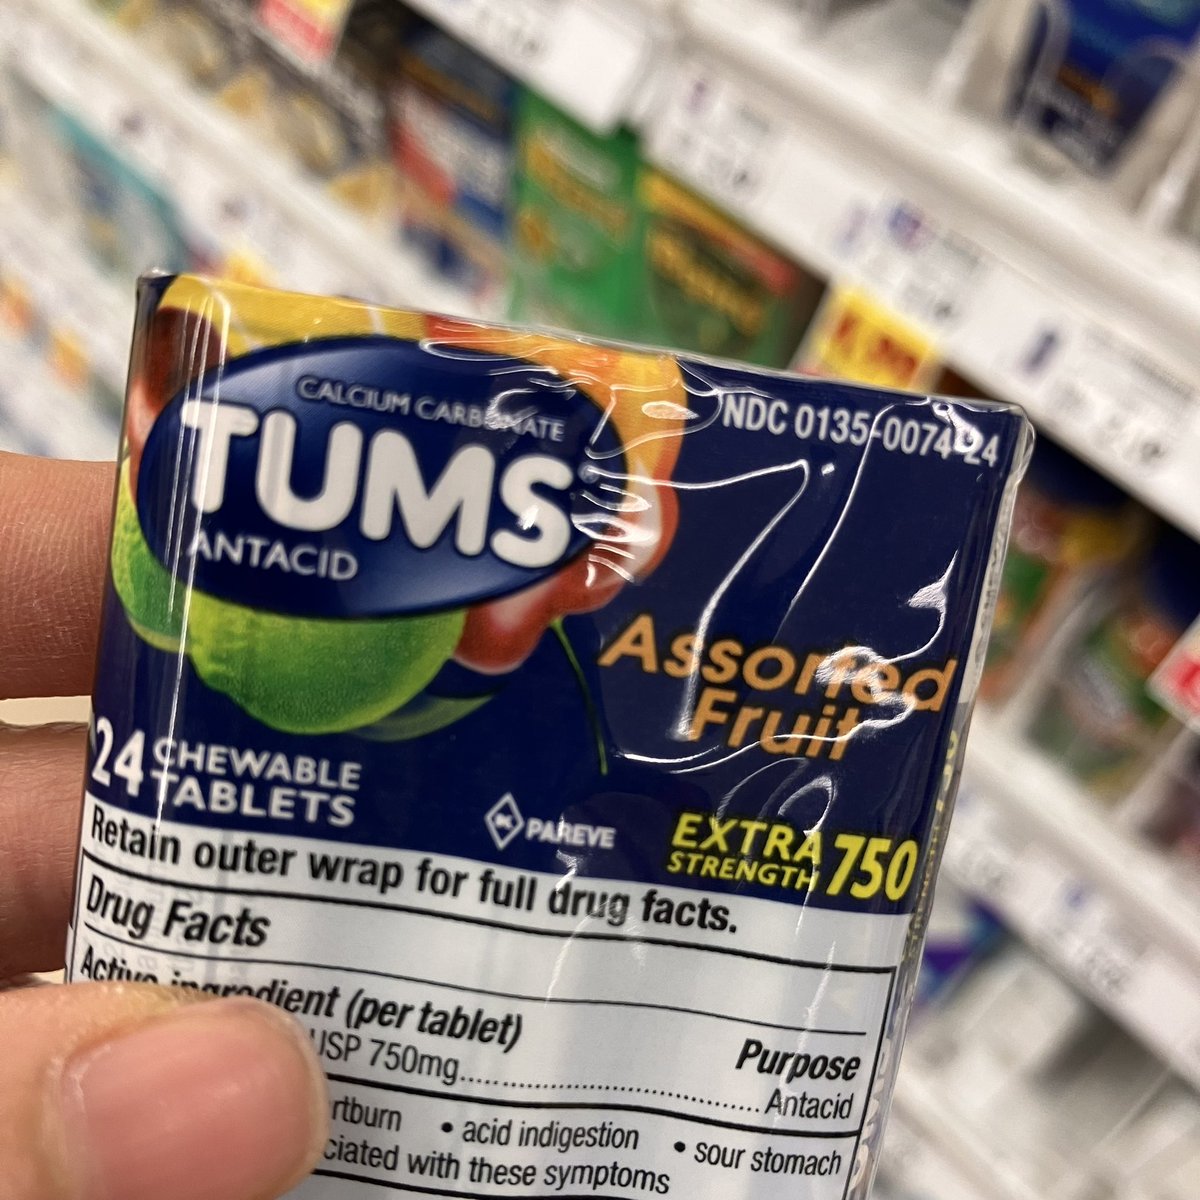 CALCIUM CARBONATE
TUMS
ANTACID
NDC 0135-0074-24
Assorted
Fruit
24 CHEWABLE
TABLETS
PAREVE
EXTRA
STRENGTH 750
Retain outer wrap for full drug facts.
Drug Facts
Active ingredient (per tablet)
Purpose
USP 750mg
Antacid
• acid indigestion • sour stomach
with these symptoms